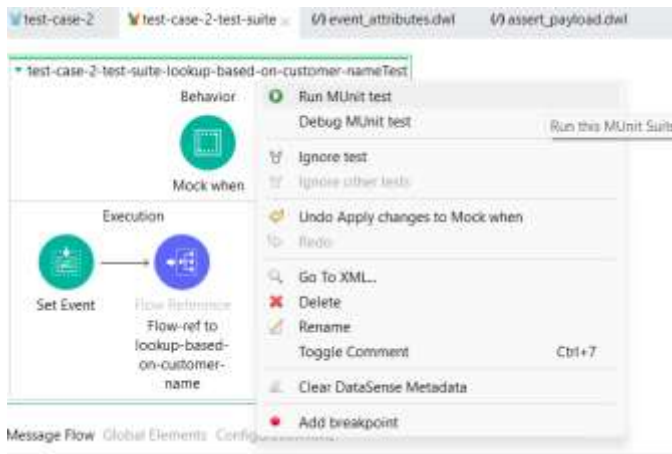 test-case-2
test-case-2-test-suite
event_attributes.dwl
assert_payload.dwl
test-case-2-test-suite-lookup-based-on-customer-nameTest
Behavior
Mock when
Execution
Set Event
Flow Reference
Flow-ref to
lookup-based-
on-customer-
name
Run MUnit test
Debug MUnit test
Run this MUnit Suite
Ignore test
Ignore other tests
Undo Apply changes to Mock when
Redo
Go To XML...
Delete
Rename
Toggle Comment Ctrl+7
Clear DataSense Metadata
Add breakpoint
Message Flow Global Elements